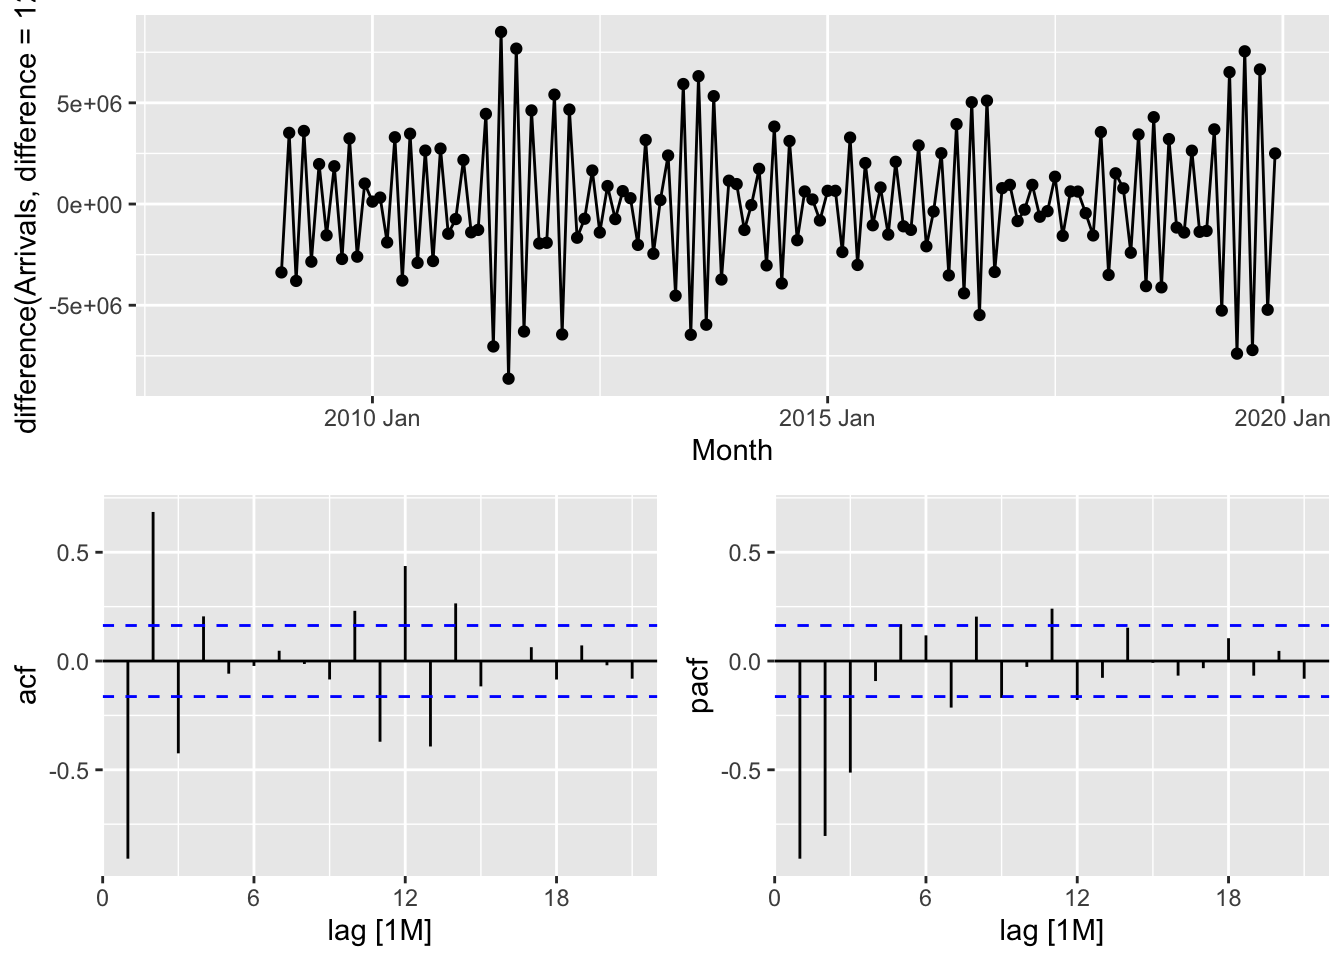 difference(Arrivals, difference = 12
5e+06
0e+00
-5e+06
2010 Jan
2015 Jan
2020 Jan
Month
acf
0.5
0.0
-0.5
0
6
12
18
lag [1M]
pacf
0.5
0.0
-0.5
0
6
12
18
lag [1M]